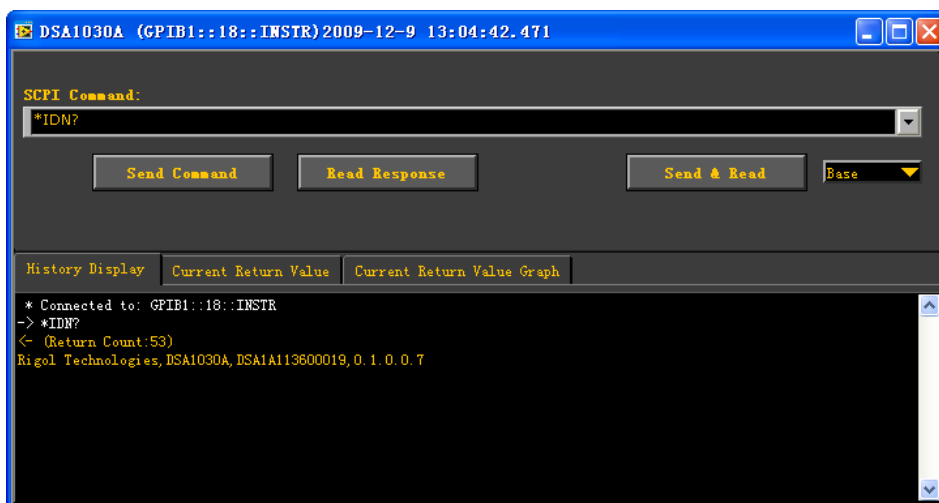 DSA1030A (GPIB1::18::INSTR)2009-12-9 13:04:42.471
SCPI Command:
*IDN?
Send Command Read Response Send & Read Base
History Display Current Return Value Current Return Value Graph
* Connected to: GPIB1::18::INSTR
-> *IDN?
<- (Return Count:53)
Rigol Technologies,DSA1030A,DSA1A113600019,0.1.0.0.7